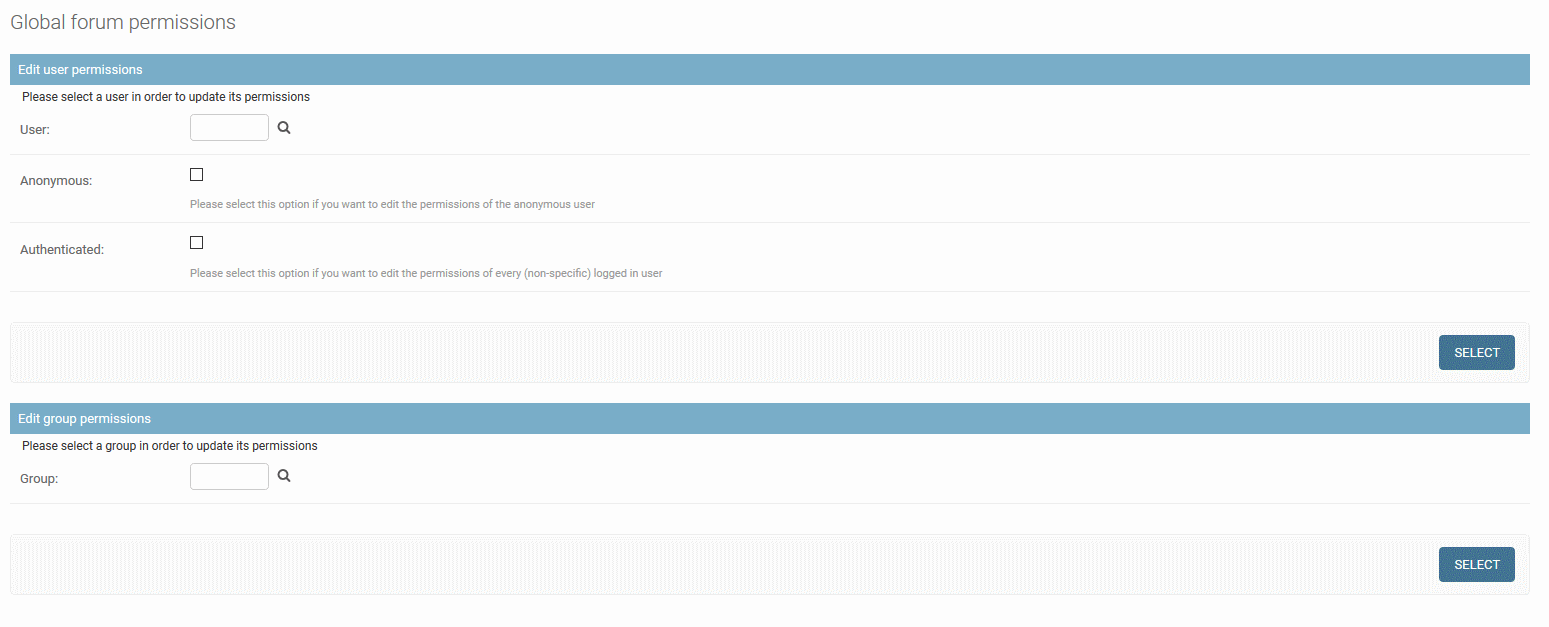 Global forum permissions
Edit user permissions
Please select a user in order to update its permissions
User:
Anonymous:
Please select this option if you want to edit the permissions of the anonymous user
Authenticated:
Please select this option if you want to edit the permissions of every (non-specific) logged in user
SELECT
Edit group permissions
Please select a group in order to update its permissions
Group:
SELECT